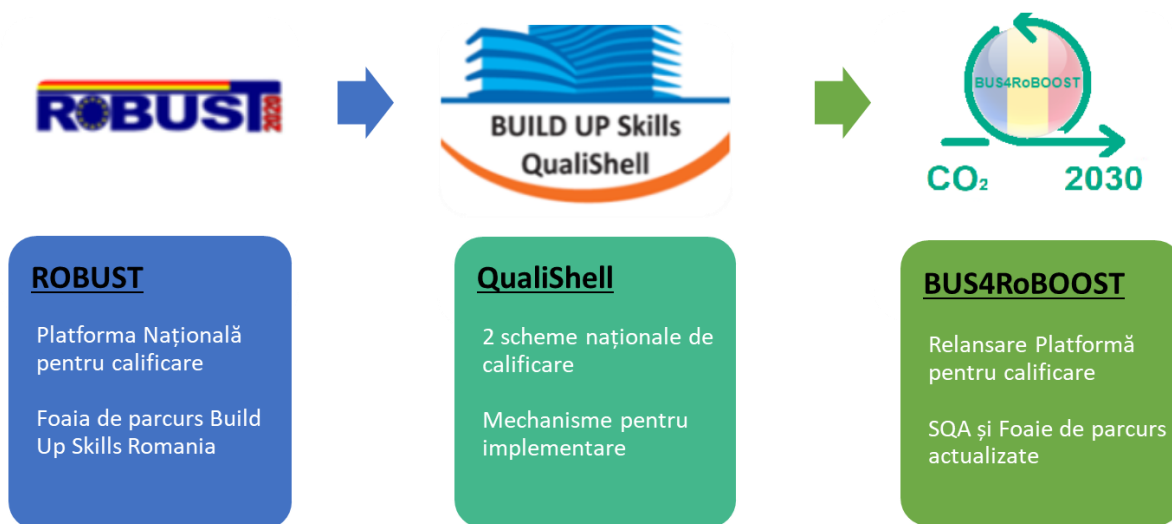 ROBUST 2020
BUILD UP Skills
QualiShell
BUS4RoBOOST
CO₂ 2030
ROBUST
Platforma Națională
pentru calificare
Foaia de parcurs Build
Up Skills Romania
QualiShell
2 scheme naționale de
calificare
Mechanisme pentru
implementare
BUS4RoBOOST
Relansare Platformă
pentru calificare
SQA și Foaie de parcurs
actualizate